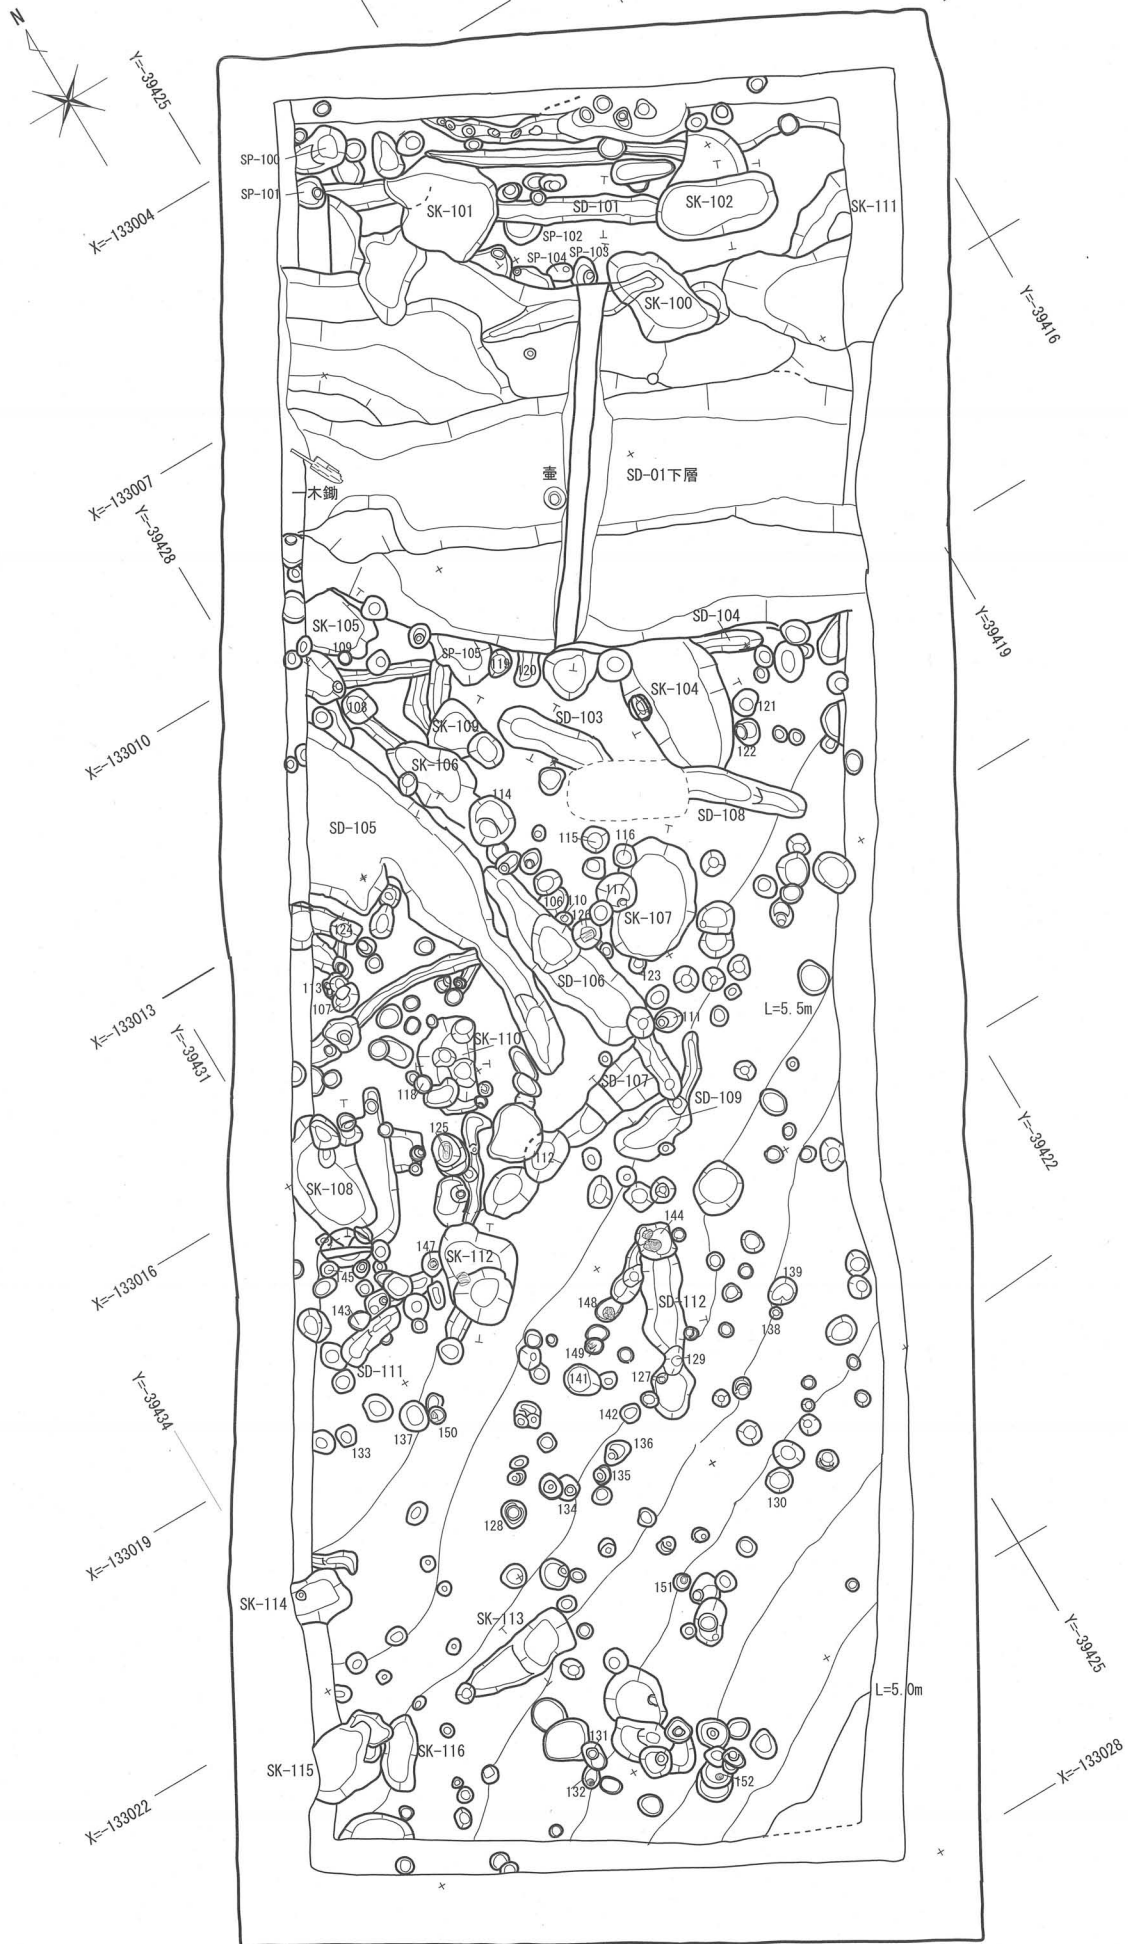 N
Y=-39425
SP-100
SP-101
X=-133004
SK-101
SD-101
SK-102
SK-111
SP-102
SP-103
SP-104
SK-100
Y=-39416
壷
SD-01下層
一木鋤
X=-133007
Y=-39428
SK-105
109
SP-105
119
120
SD-104
SK-104
Y=-39419
108
SK-109
SD-103
121
122
X=-133010
SK-106
114
SD-105
SD-108
115
116
117
SK-107
106
110
126
124
SD-106
123
113
107
111
L=5.5m
X=-133013
Y=-39431
SK-110
118
SD-107
SD-109
125
112
Y=-39422
SK-108
144
147
SK-112
145
143
148
SD-112
139
138
X=-133016
149
SD-111
141
127
129
Y=-39434
137
150
133
142
136
135
134
128
130
X=-133019
151
SK-114
SK-113
Y=-39425
L=5.0m
SK-116
SK-115
131
132
152
X=-133022
X=-133028